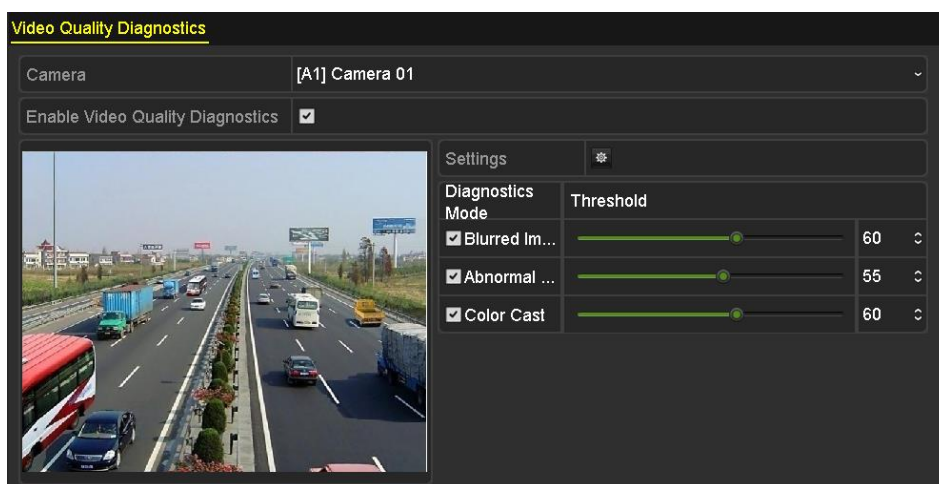 Video Quality Diagnostics
Camera
[A1] Camera 01
Enable Video Quality Diagnostics
Settings
Diagnostics
Mode
Threshold
Blurred Im...
60
Abnormal ...
55
Color Cast
60